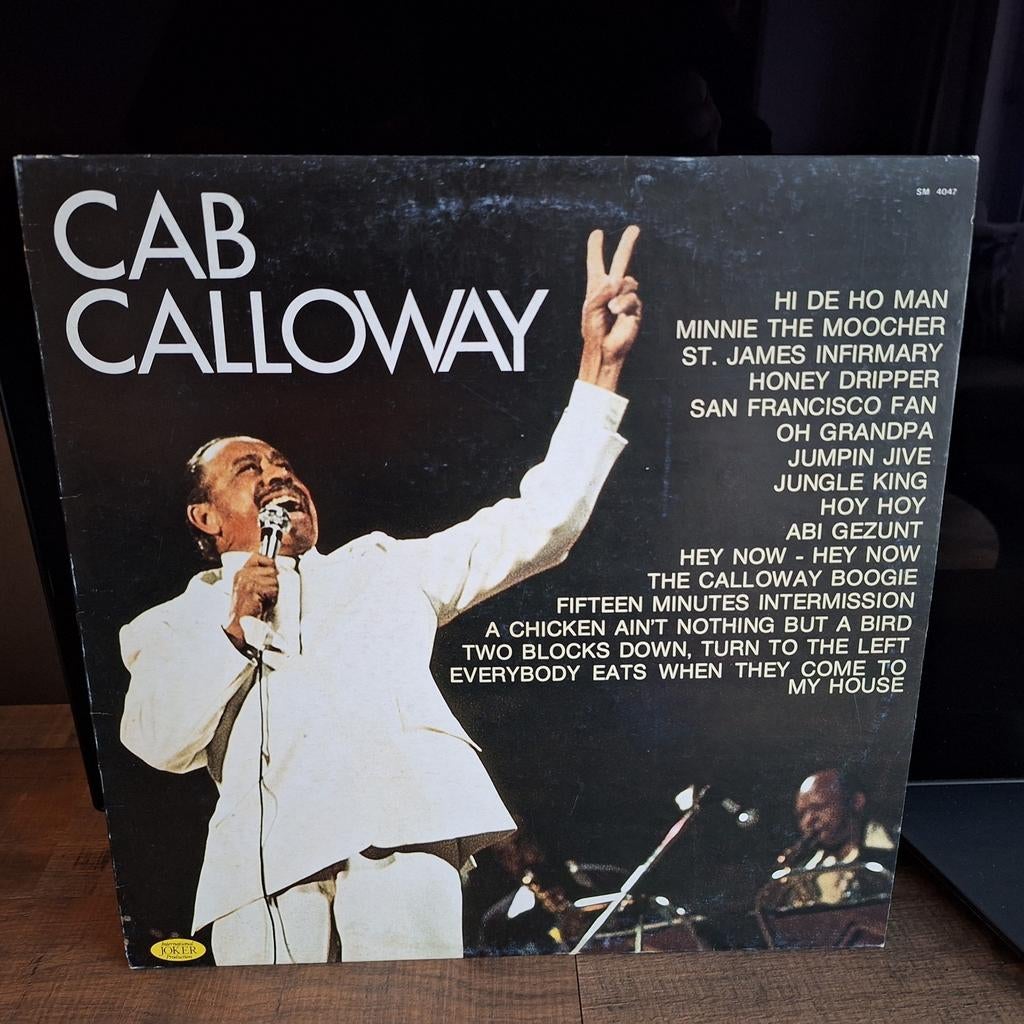 CAB
CALLOWAY
SM 4047
HI DE HO MAN
MINNIE THE MOOCHER
ST. JAMES INFIRMARY
HONEY DRIPPER
SAN FRANCISCO FAN
OH GRANDPA
JUMPIN JIVE
JUNGLE KING
HOY HOY
ABI GEZUNT
HEY NOW - HEY NOW
THE CALLOWAY BOOGIE
FIFTEEN MINUTES INTERMISSION
A CHICKEN AIN'T NOTHING BUT A BIRD
TWO BLOCKS DOWN, TURN TO THE LEFT
EVERYBODY EATS WHEN THEY COME TO
MY HOUSE
International
JOKER
Production